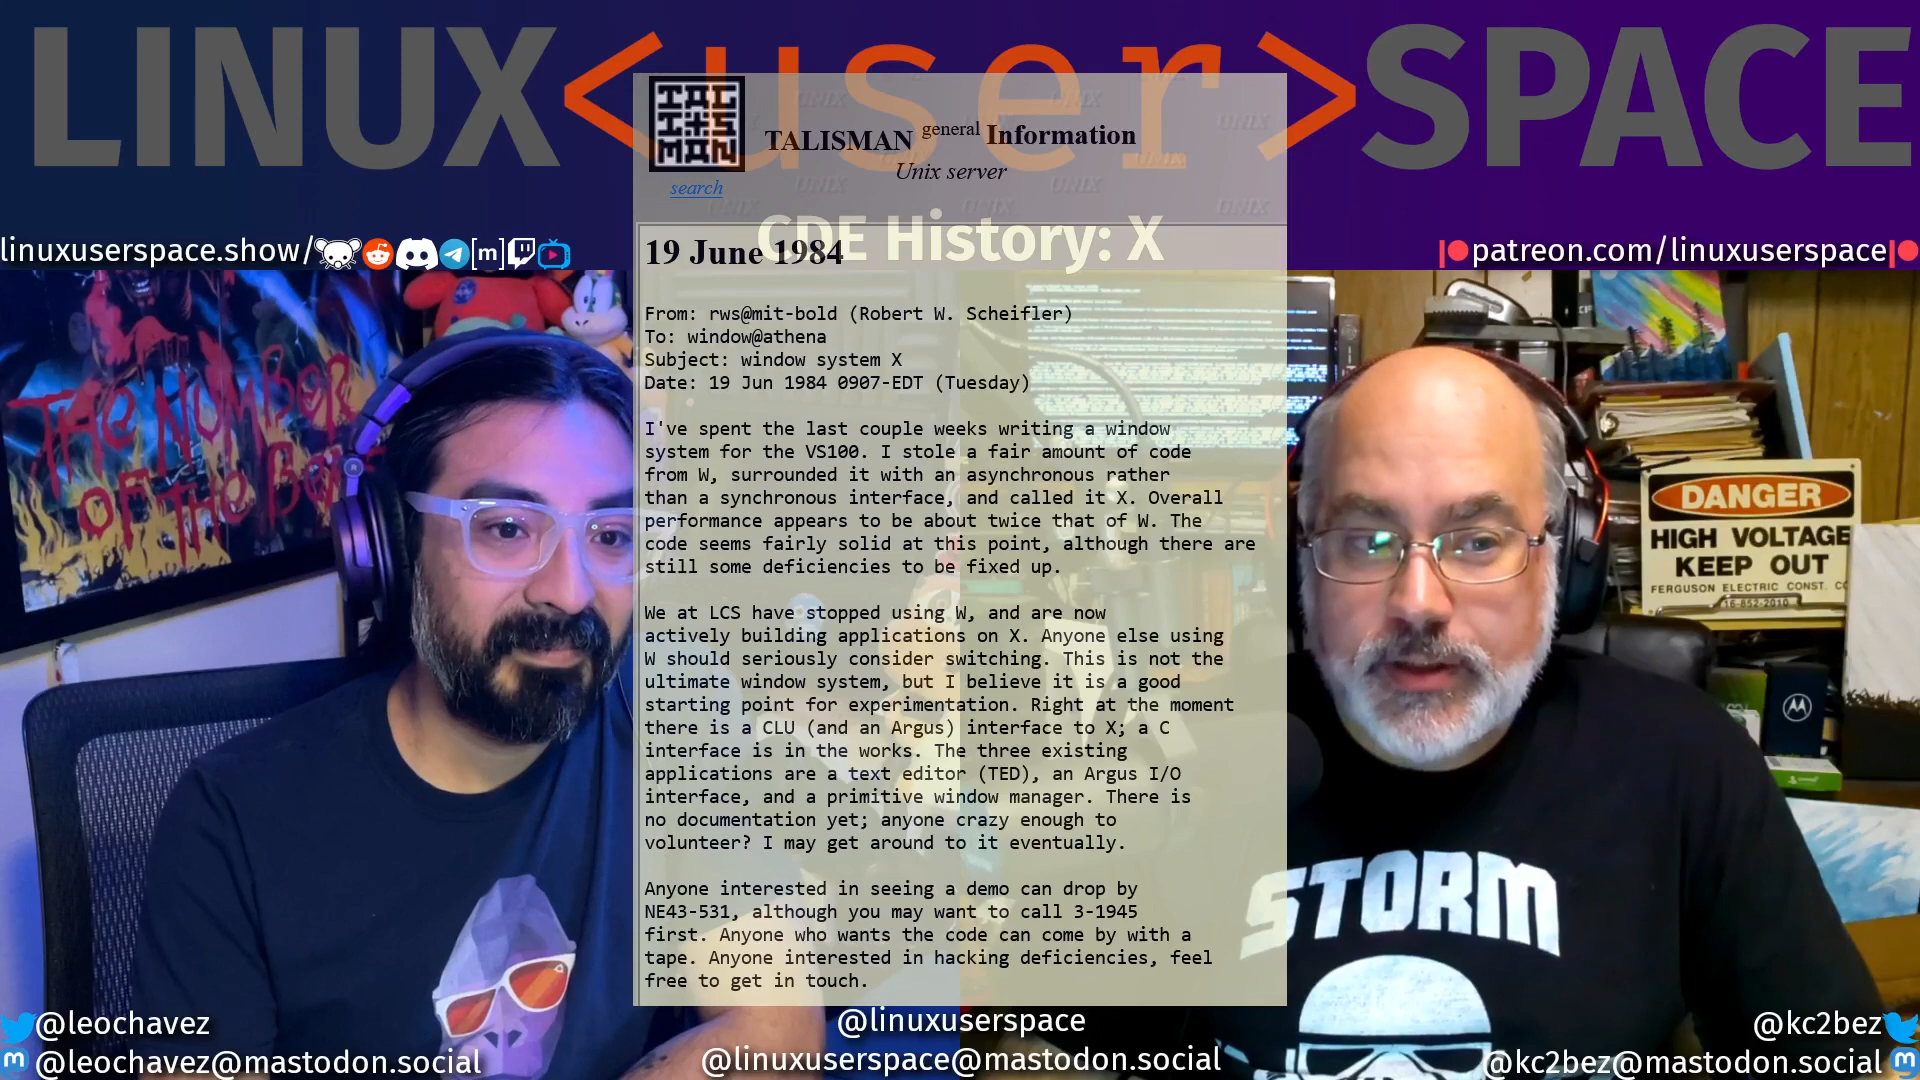 LINUX <user> SPACE
TALISMAN general Information
Unix server
search
CDE History: X
19 June 1984
linuxuserspace.show/
patreon.com/linuxuserspace
From: rws@mit-bold (Robert W. Scheifler)
To: window@athena
Subject: window system X
Date: 19 Jun 1984 0907-EDT (Tuesday)
I've spent the last couple weeks writing a window
system for the VS100. I stole a fair amount of code
from W, surrounded it with an asynchronous rather
than a synchronous interface, and called it X. Overall
performance appears to be about twice that of W. The
code seems fairly solid at this point, although there are
still some deficiencies to be fixed up.
We at LCS have stopped using W, and are now
actively building applications on X. Anyone else using
W should seriously consider switching. This is not the
ultimate window system, but I believe it is a good
starting point for experimentation. Right at the moment
there is a CLU (and an Argus) interface to X; a C
interface is in the works. The three existing
applications are a text editor (TED), an Argus I/O
interface, and a primitive window manager. There is
no documentation yet; anyone crazy enough to
volunteer? I may get around to it eventually.
Anyone interested in seeing a demo can drop by
NE43-531, although you may want to call 3-1945
first. Anyone who wants the code can come by with a
tape. Anyone interested in hacking deficiencies, feel
free to get in touch.
THE NUMBER
OF THE
DANGER
HIGH VOLTAGE
KEEP OUT
FERGUSON ELECTRIC CONST.
STORM
@leochavez
@leochavez@mastodon.social
@linuxuserspace
@linuxuserspace@mastodon.social
@kc2bez
@kc2bez@mastodon.social